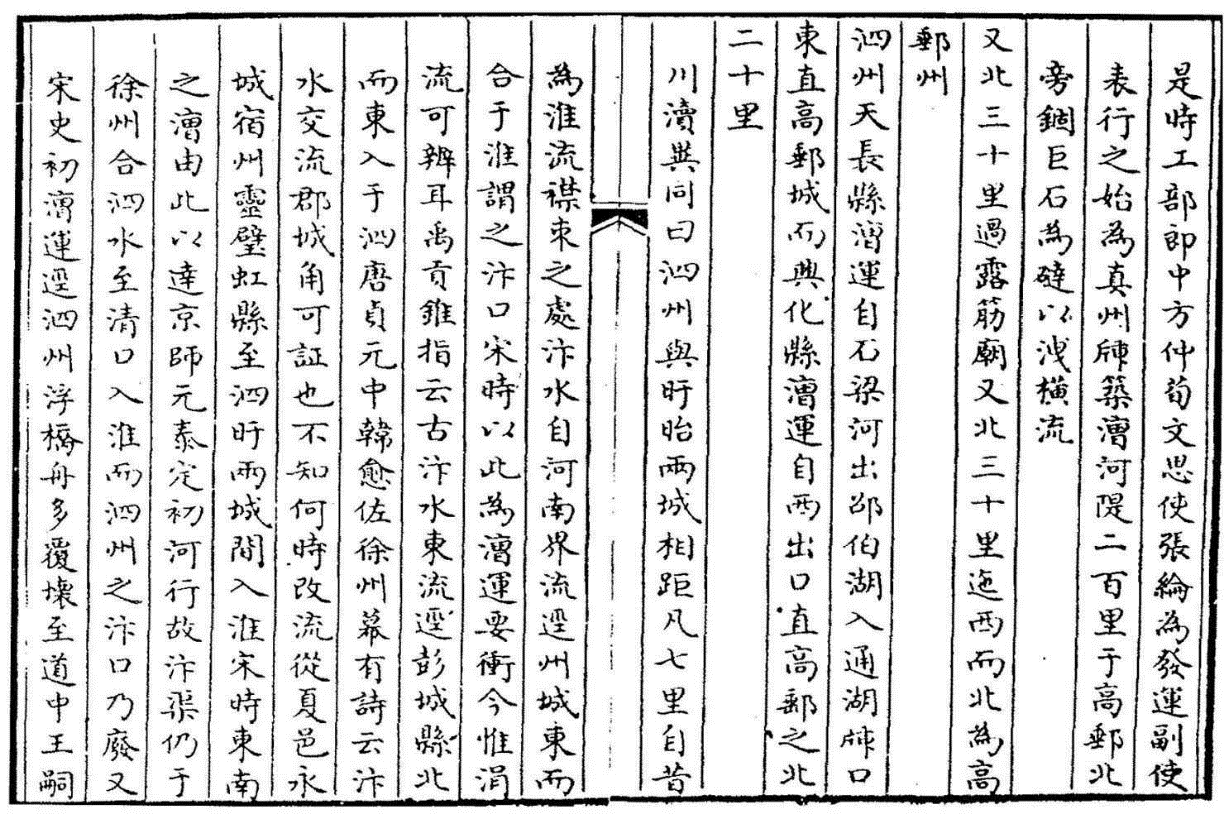 是時工部郎中方仲荀文思使張綸為發運副使
表行之始為真州牐築漕河隄二百里于高郵北
旁錮巨石為䃮以洩橫流
又北三十里過露筋廟又北三十里迤西而北為高
郵州
泗州天長縣漕運自石梁河出邵伯湖入通湖牐口
東直高郵城而興化縣漕運自西出口直高郵之北
二十里
川瀆異同曰泗州與盱眙兩城相距凡七里自昔
為淮流襟束之處汴水自河南界流逕州城東而
合于淮謂之汴口宋時以此為漕運要衝今惟涓
流可辨耳禹貢錐指云古汴水東流逕彭城縣北
而東入于泗唐貞元中韓愈佐徐州幕有詩云汴
水交流郡城角可証也不知何時改流從夏邑永
城宿州靈璧虹縣至泗盱兩城間入淮宋時東南
之漕由此以達京師元泰定初河行故汴渠仍于
徐州合泗水至清口入淮而泗州之汴口乃廢又
宋史初漕運逕泗州浮橋舟多覆壞至道中王嗣